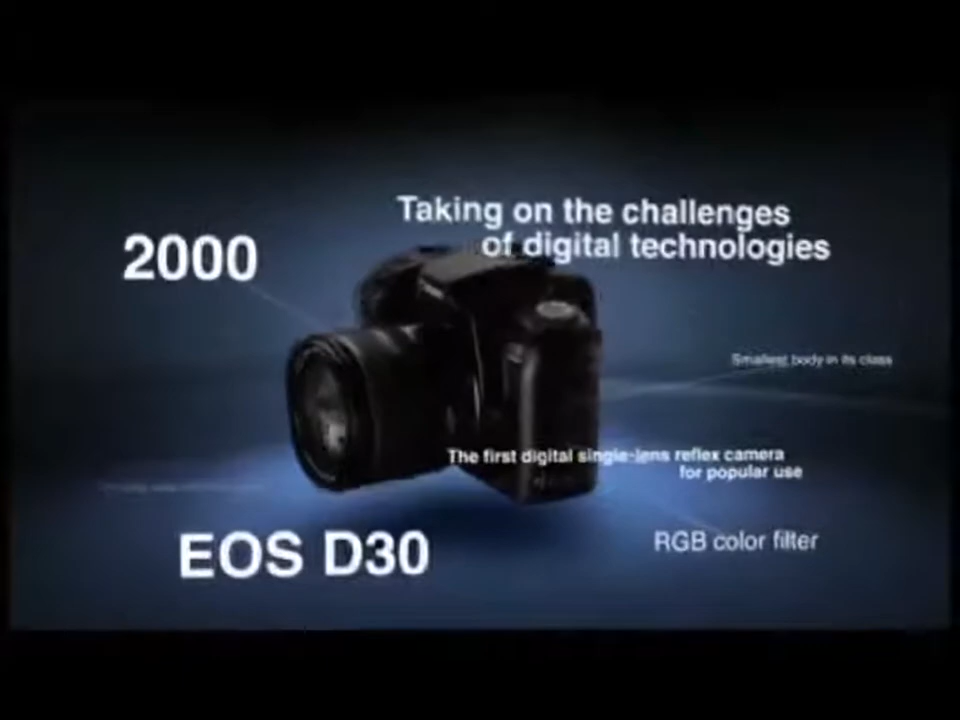 Taking on the challenges
of digital technologies
2000
Smallest body in its class
The first digital single-lens reflex camera
for popular use
EOS D30
RGB color filter